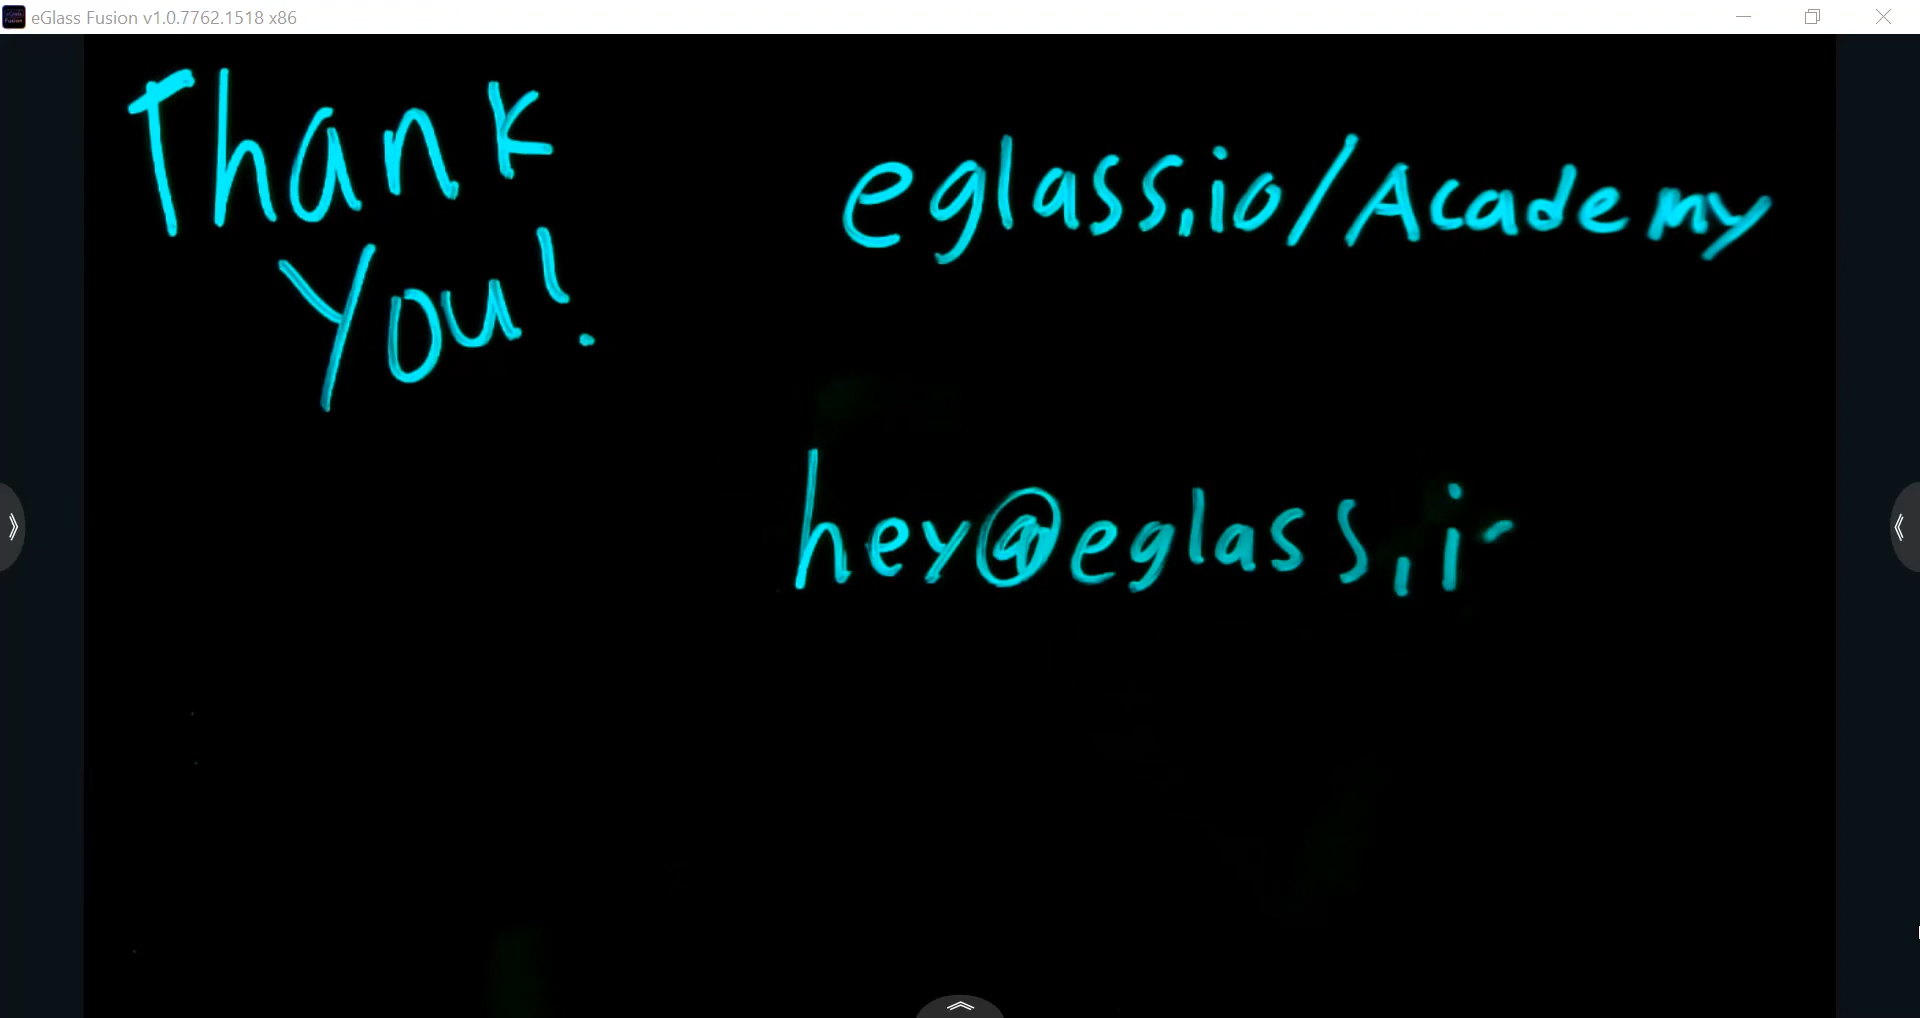 eGlass Fusion v1.0.7762.1518 x86
Thank
You!
eglass.io/Academy
hey@eglass.i